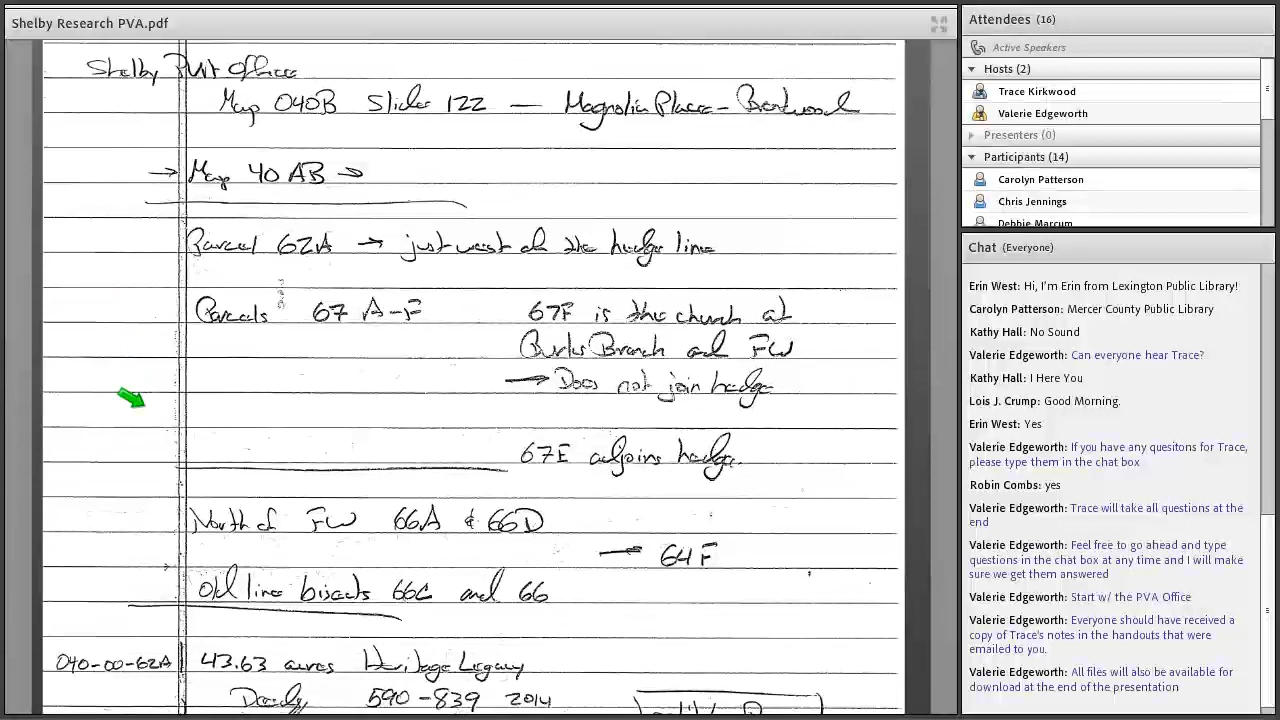 Shelby Research PVA.pdf
Shelby PVA Office
Map 040B Slide 122 — Magnolia Place - Brentwood
→ Map 40 AB →
Parcel 62A → just west of the hedge line
Parcels 67 A-F 67F is the church at
Burks Branch and FW
→ Does not join hedge
67E adjoins hedge.
North of FW 66A & 66D
→ 64F
Old line bisects 66C and 66
040-00-62A 43.63 acres Heritage Legacy
590-839 2014
Attendees (16)
Active Speakers
Hosts (2)
Trace Kirkwood
Valerie Edgeworth
Presenters (0)
Participants (14)
Carolyn Patterson
Chris Jennings
Debbie Marcum
Chat (Everyone)
Erin West: Hi, I'm Erin from Lexington Public Library!
Carolyn Patterson: Mercer County Public Library
Kathy Hall: No Sound
Valerie Edgeworth: Can everyone hear Trace?
Kathy Hall: I Here You
Lois J. Crump: Good Morning.
Erin West: Yes
Valerie Edgeworth: If you have any quesitons for Trace,
please type them in the chat box
Robin Combs: yes
Valerie Edgeworth: Trace will take all questions at the
end
Valerie Edgeworth: Feel free to go ahead and type
questions in the chat box at any time and I will make
sure we get them answered
Valerie Edgeworth: Start w/ the PVA Office
Valerie Edgeworth: Everyone should have received a
copy of Trace's notes in the handouts that were
emailed to you.
Valerie Edgeworth: All files will also be available for
download at the end of the presentation